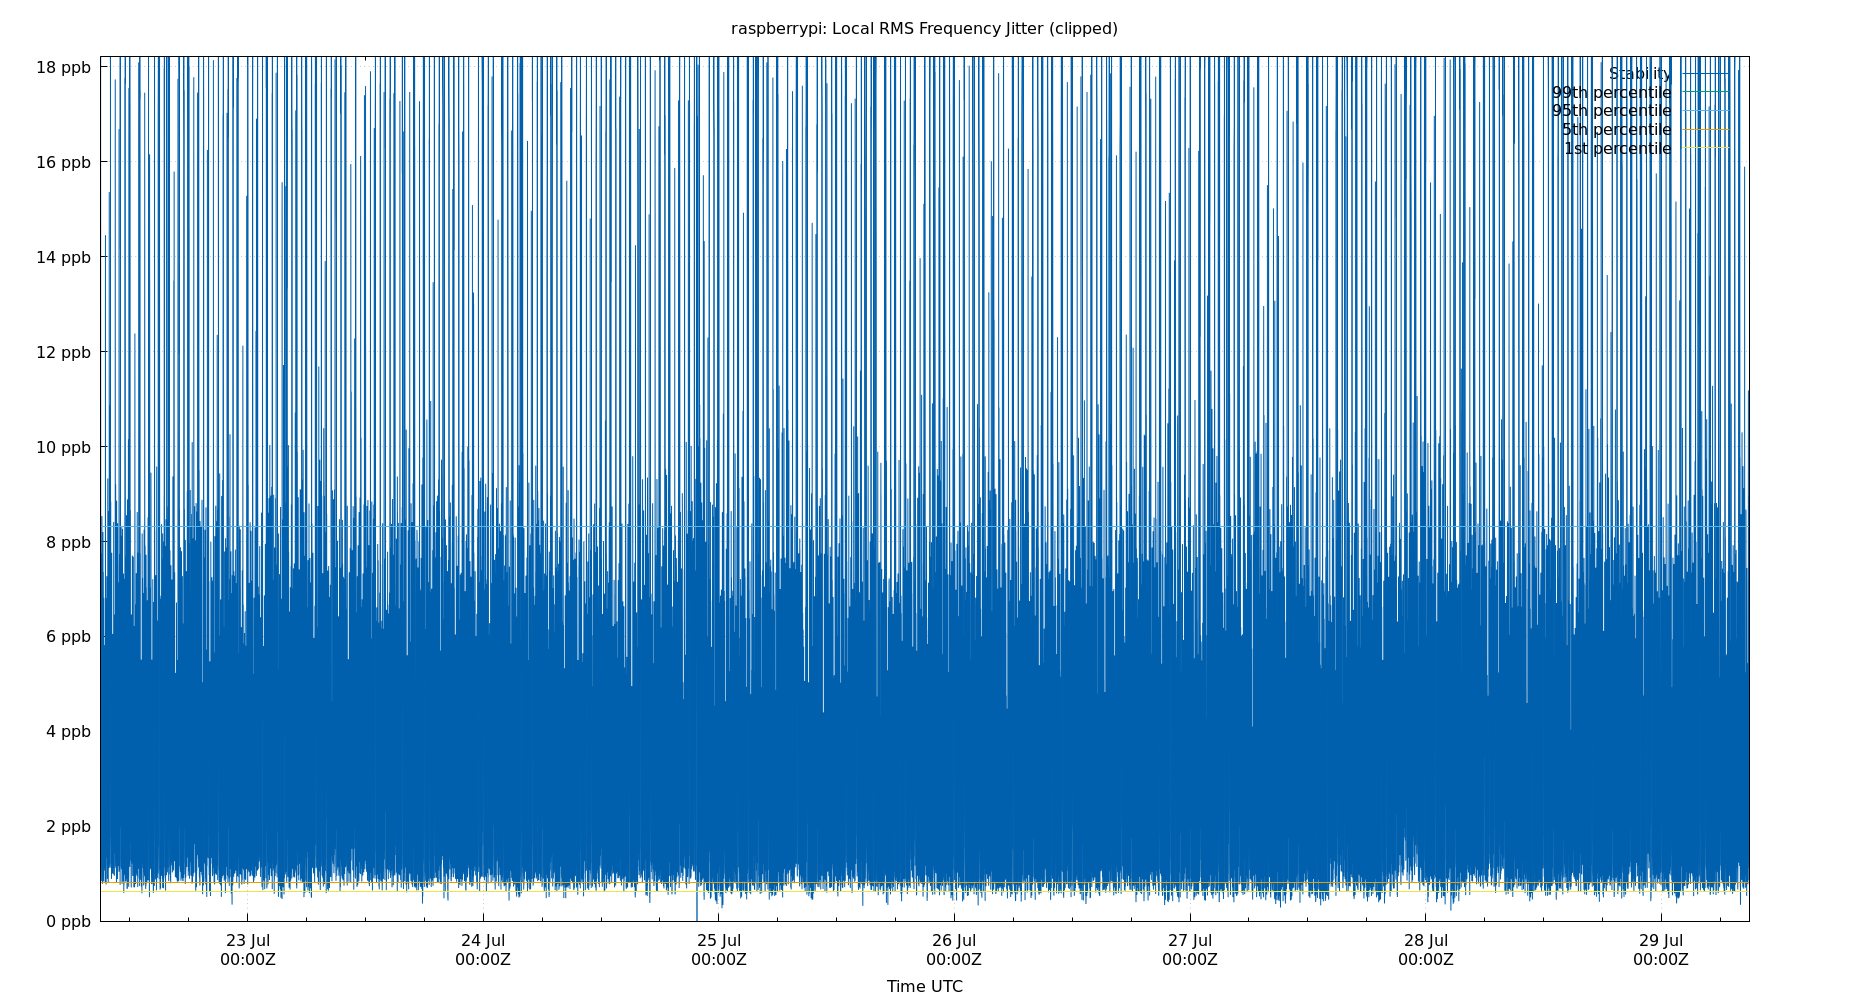 raspberrypi: Local RMS Frequency Jitter (clipped)
18 ppb
16 ppb
14 ppb
12 ppb
10 ppb
8 ppb
6 ppb
4 ppb
2 ppb
0 ppb
Stability
99th percentile
95th percentile
5th percentile
1st percentile
23 Jul
00:00Z
24 Jul
00:00Z
25 Jul
00:00Z
26 Jul
00:00Z
27 Jul
00:00Z
28 Jul
00:00Z
29 Jul
00:00Z
Time UTC